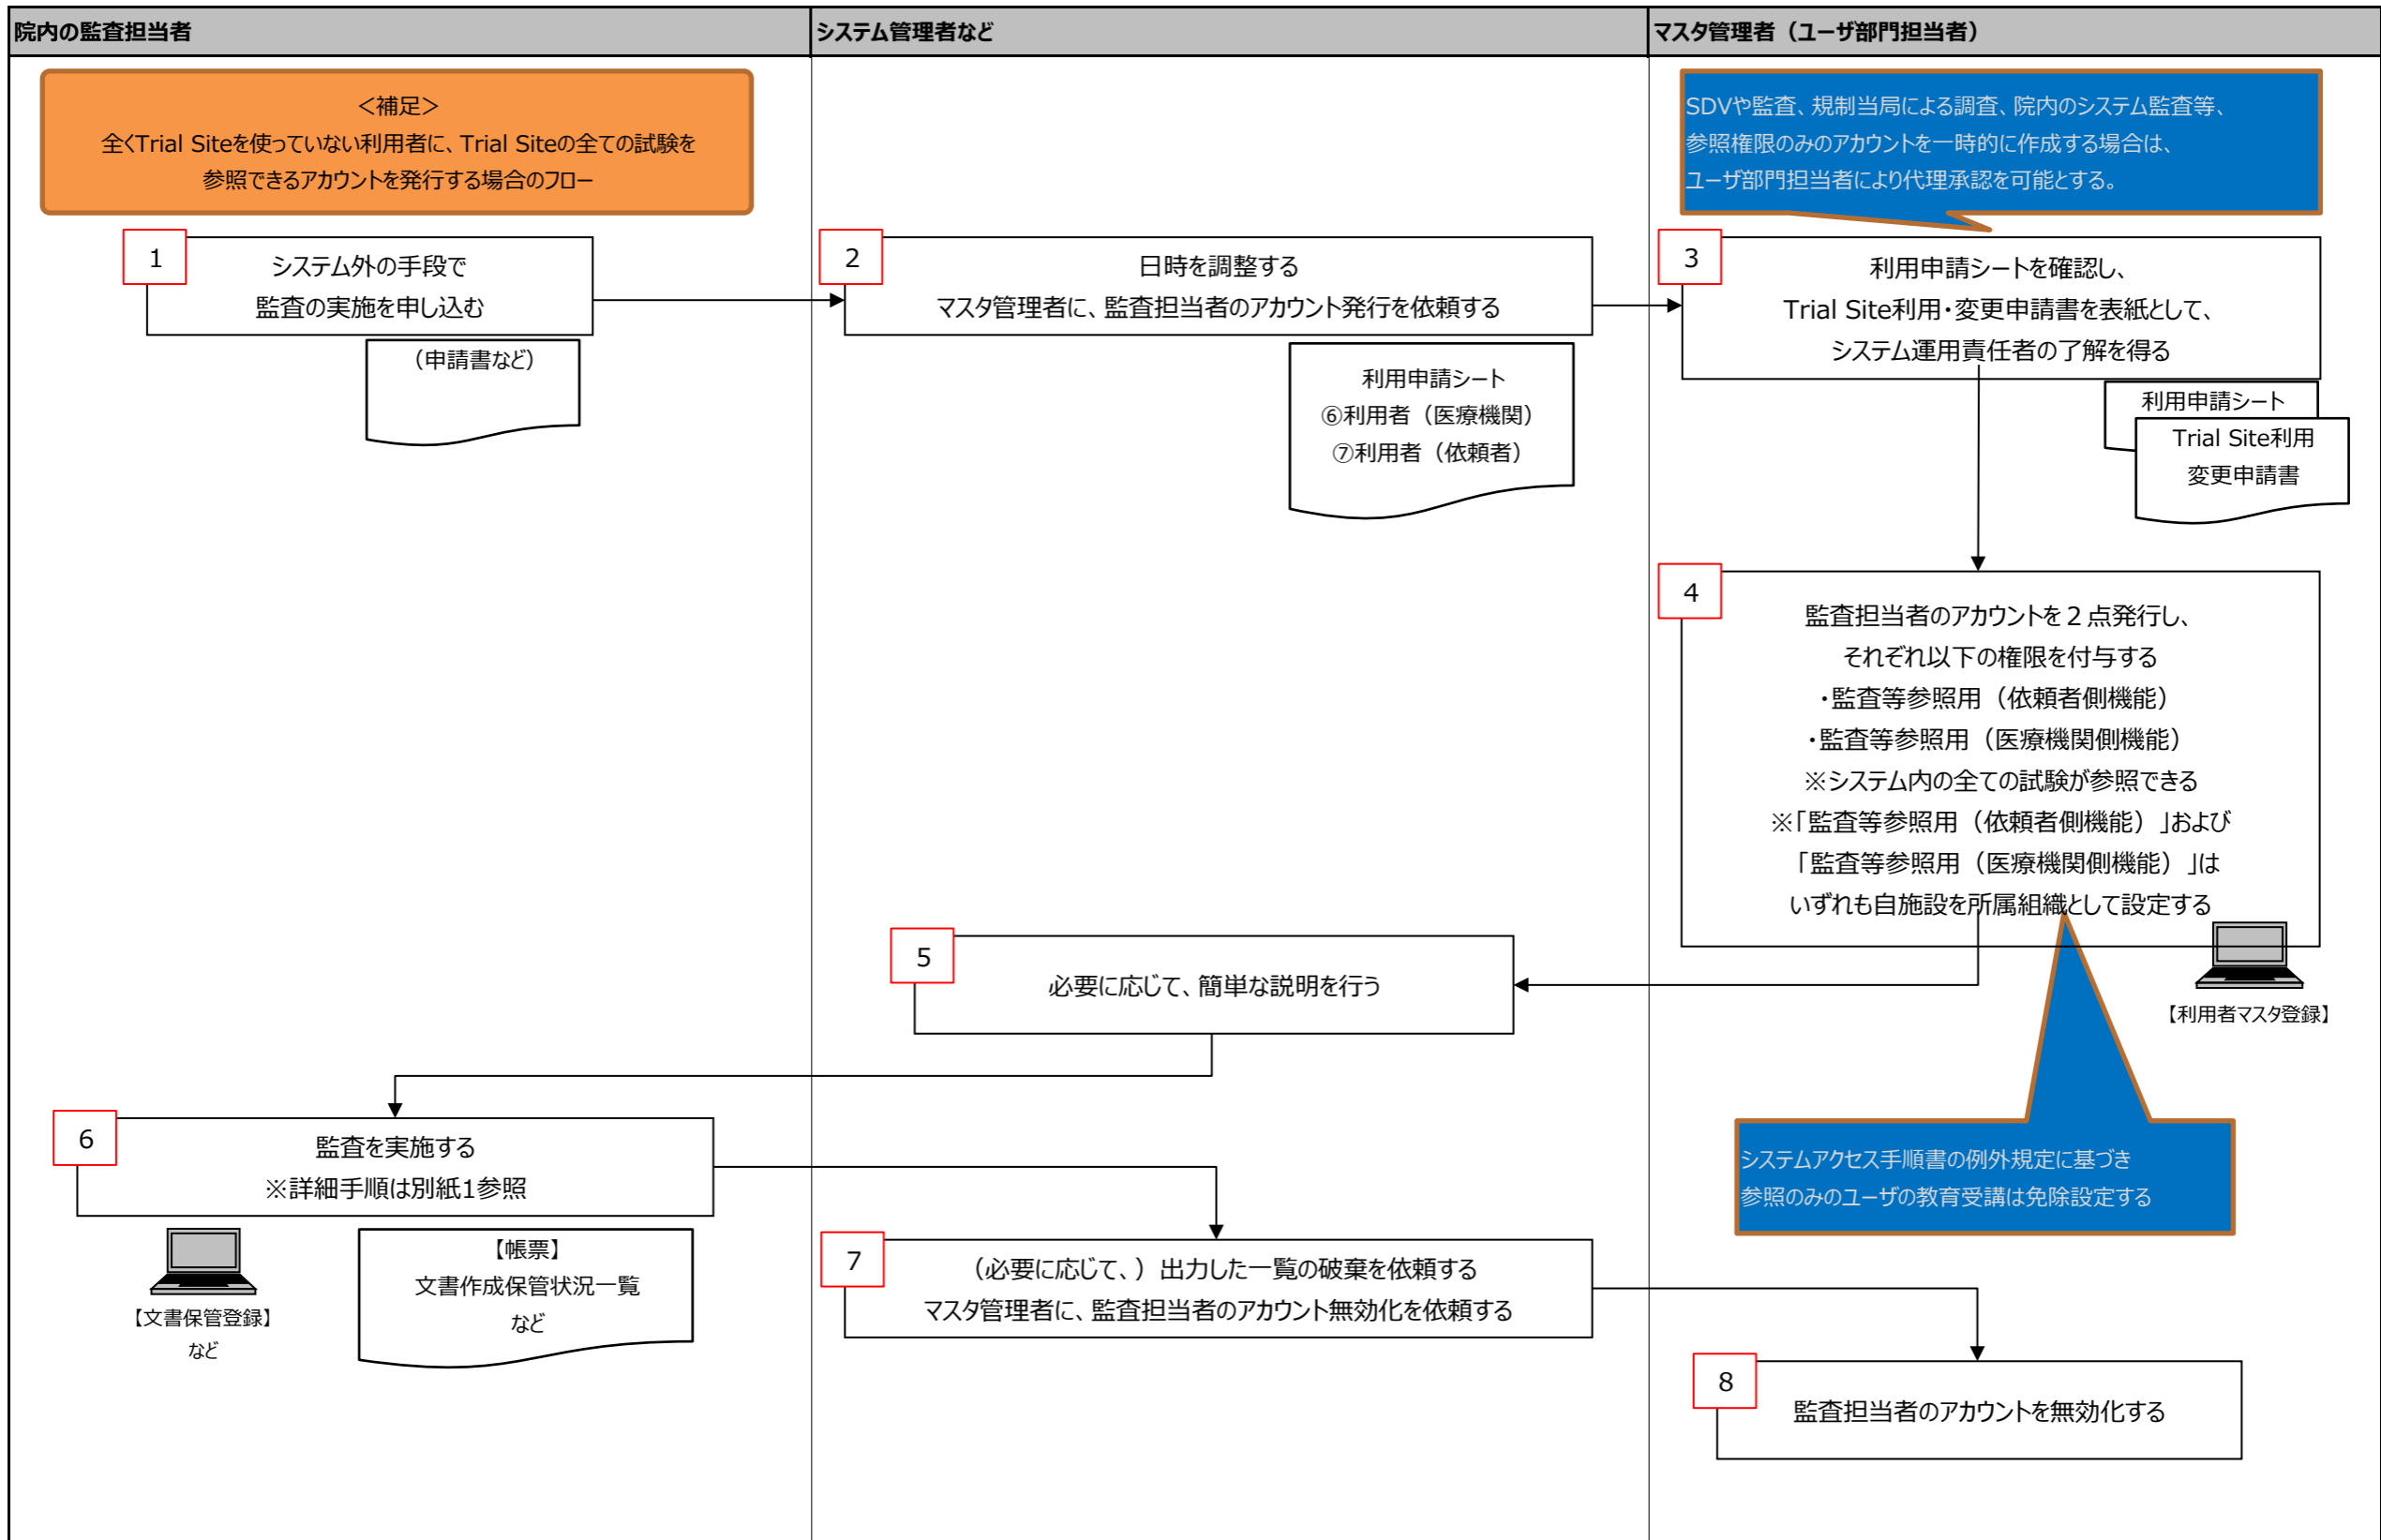 院内の監査担当者
システム管理者など
マスタ管理者（ユーザ部門担当者）
＜補足＞
全くTrial Siteを使っていない利用者に、Trial Siteの全ての試験を
参照できるアカウントを発行する場合のフロー
SDVや監査、規制当局による調査、院内のシステム監査等、
参照権限のみのアカウントを一時的に作成する場合は、
ユーザ部門担当者により代理承認を可能とする。
1
システム外の手段で
監査の実施を申し込む
（申請書など）
2
日時を調整する
マスタ管理者に、監査担当者のアカウント発行を依頼する
利用申請シート
⑥利用者（医療機関）
⑦利用者（依頼者）
3
利用申請シートを確認し、
Trial Site利用・変更申請書を表紙として、
システム運用責任者の了解を得る
利用申請シート
Trial Site利用
変更申請書
4
監査担当者のアカウントを２点発行し、
それぞれ以下の権限を付与する
・監査等参照用（依頼者側機能）
・監査等参照用（医療機関側機能）
※システム内の全ての試験が参照できる
※「監査等参照用（依頼者側機能）」および
「監査等参照用（医療機関側機能）」は
いずれも自施設を所属組織として設定する
【利用者マスタ登録】
システムアクセス手順書の例外規定に基づき
参照のみのユーザの教育受講は免除設定する
5
必要に応じて、簡単な説明を行う
6
監査を実施する
※詳細手順は別紙1参照
【文書保管登録】
など
【帳票】
文書作成保管状況一覧
など
7
（必要に応じて、）出力した一覧の破棄を依頼する
マスタ管理者に、監査担当者のアカウント無効化を依頼する
8
監査担当者のアカウントを無効化する